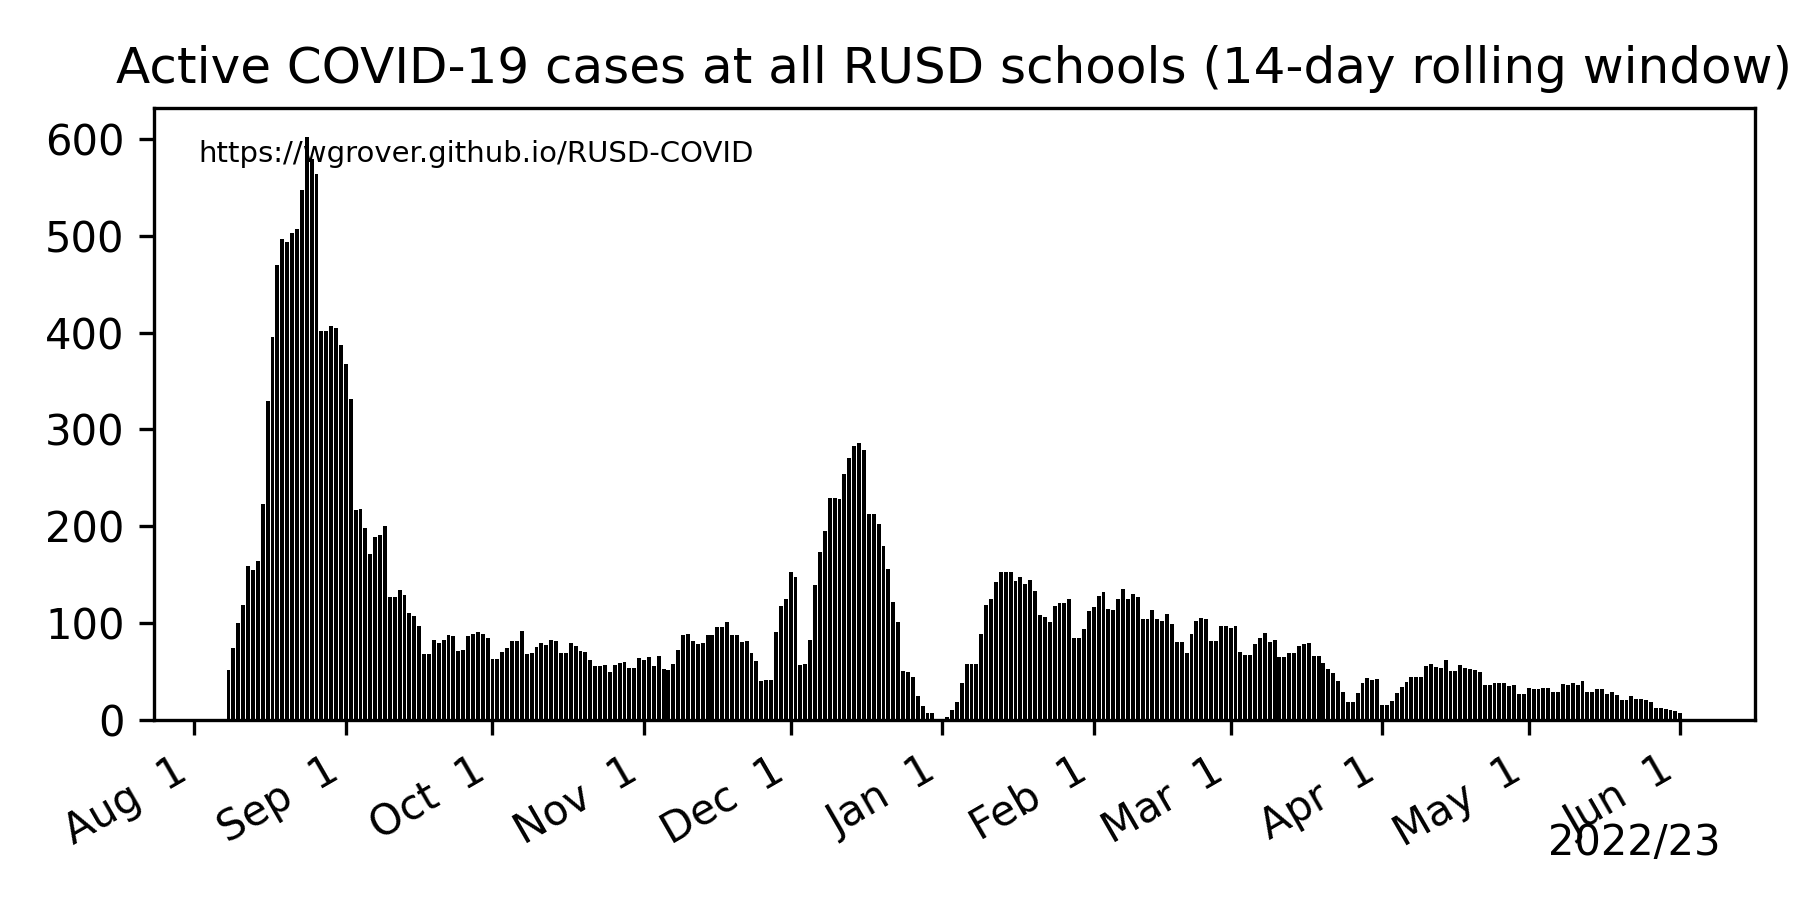 Active COVID-19 cases at all RUSD schools (14-day rolling window)
https://wgrover.github.io/RUSD-COVID
600
500
400
300
200
100
0
Aug 1
Sep 1
Oct 1
Nov 1
Dec 1
Jan 1
Feb 1
Mar 1
Apr 1
May 1
Jun 1
2022/23